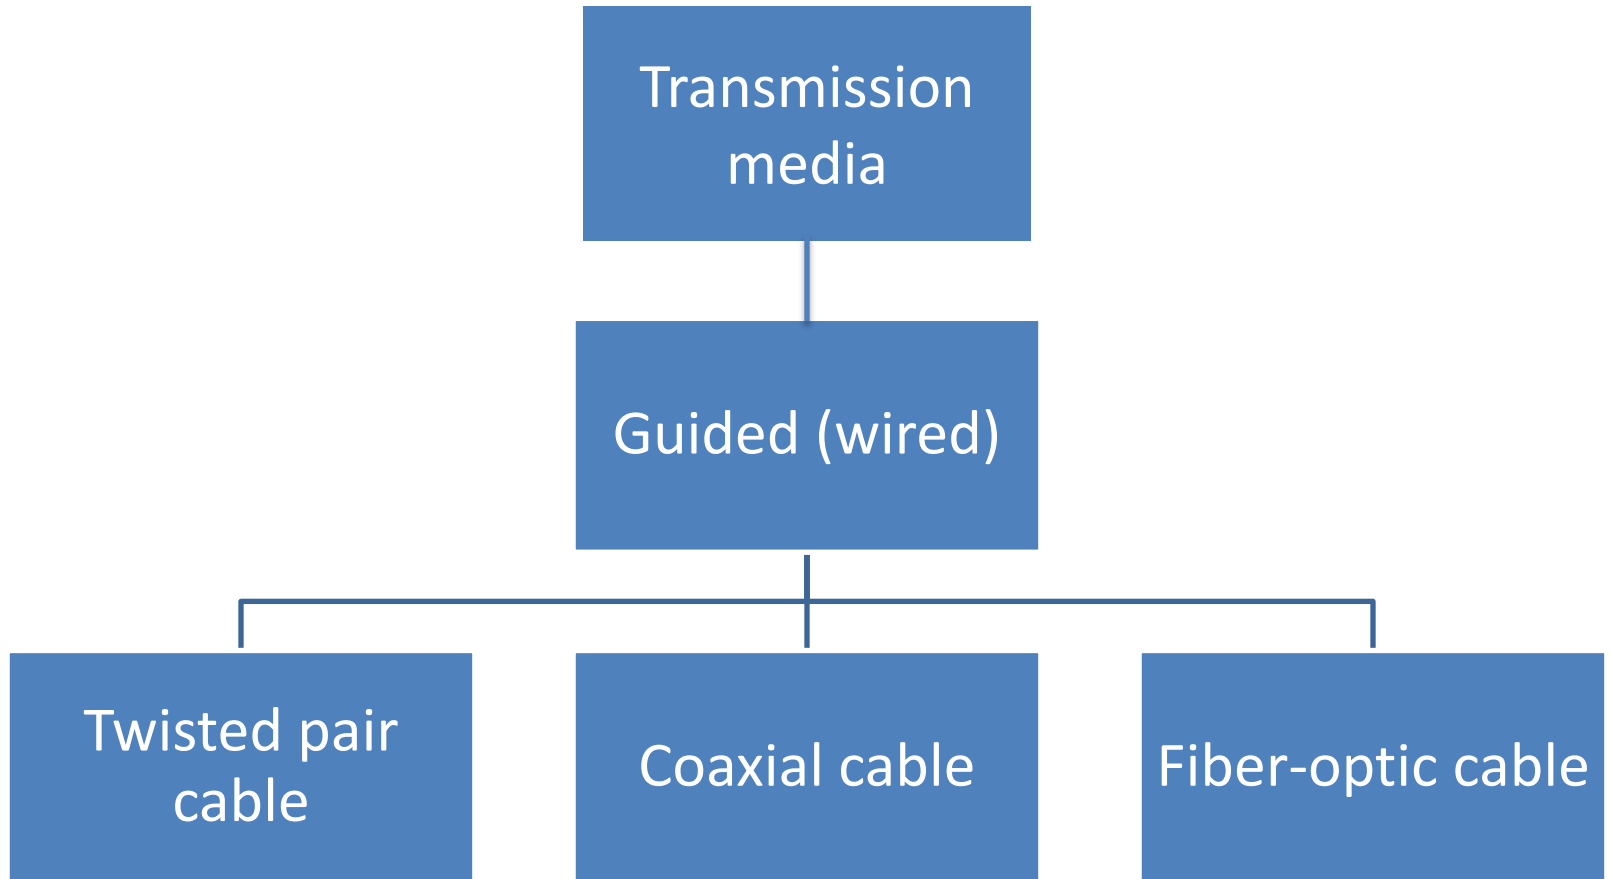 Transmission
media
Guided (wired)
Twisted pair
cable
Coaxial cable
Fiber-optic cable